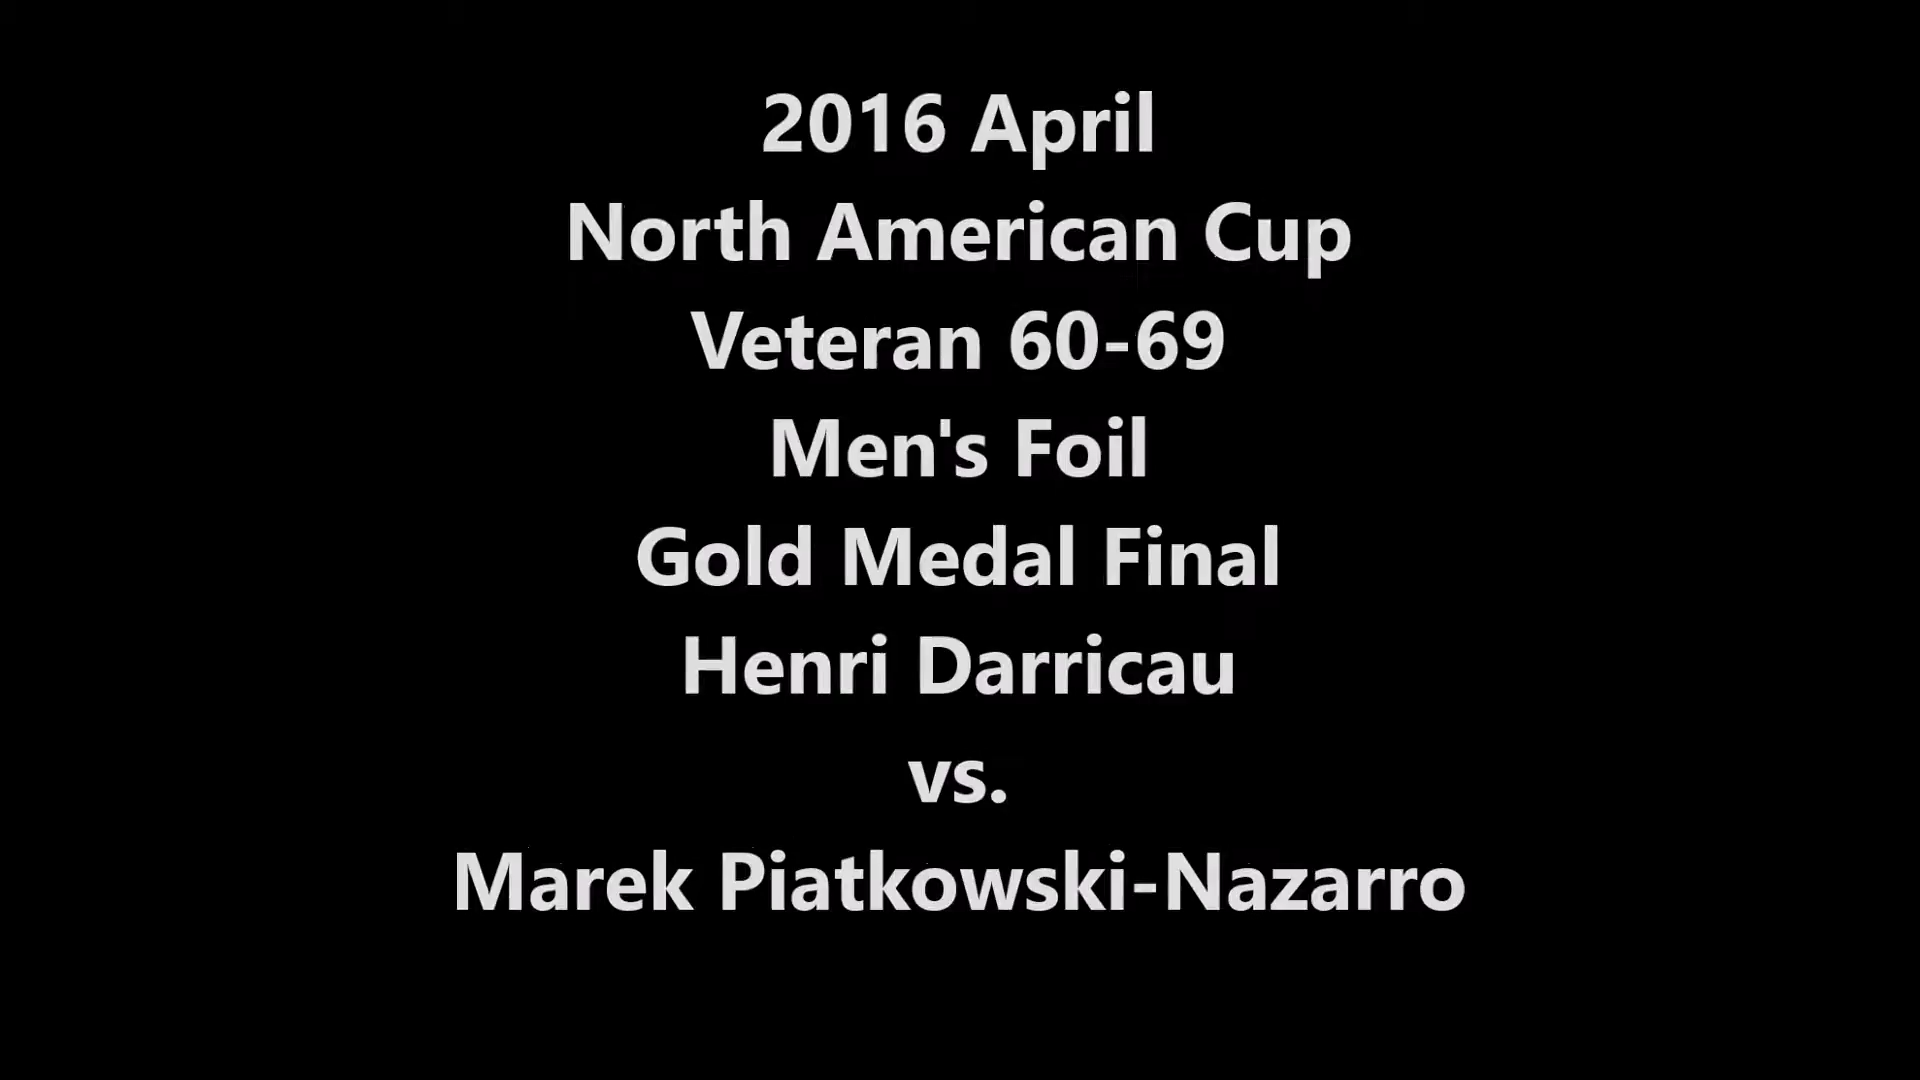 2016 April
North American Cup
Veteran 60-69
Men's Foil
Gold Medal Final
Henri Darricau
vs.
Marek Piatkowski-Nazarro